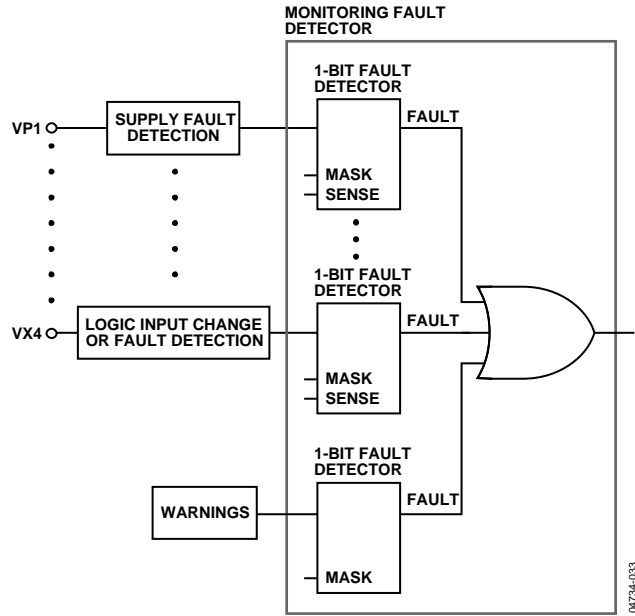 MONITORING FAULT
DETECTOR
1-BIT FAULT
DETECTOR
FAULT
VP1
SUPPLY FAULT
DETECTION
MASK
SENSE
1-BIT FAULT
DETECTOR
FAULT
VX4
LOGIC INPUT CHANGE
OR FAULT DETECTION
MASK
SENSE
1-BIT FAULT
DETECTOR
FAULT
WARNINGS
MASK
04734-033